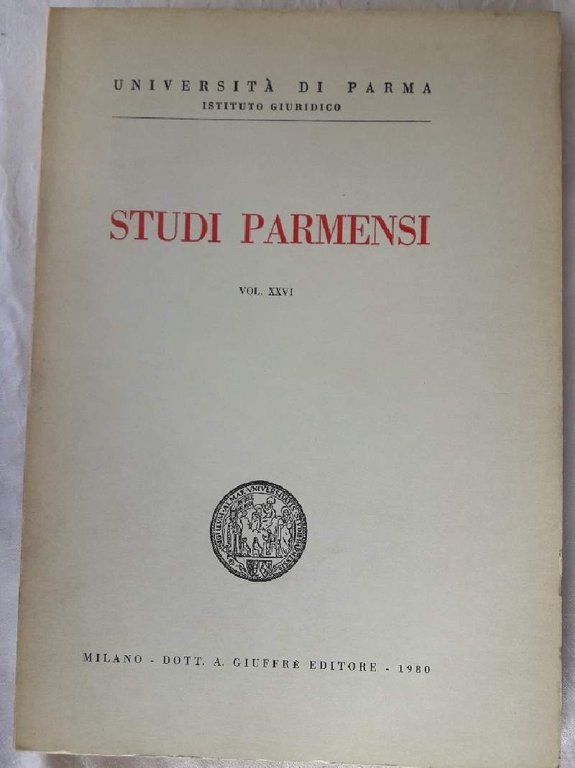 UNIVERSITÀ DI PARMA
ISTITUTO GIURIDICO
STUDI PARMENSI
VOL. XXVI
MILANO - DOTT. A. GIUFFRÈ EDITORE - 1980